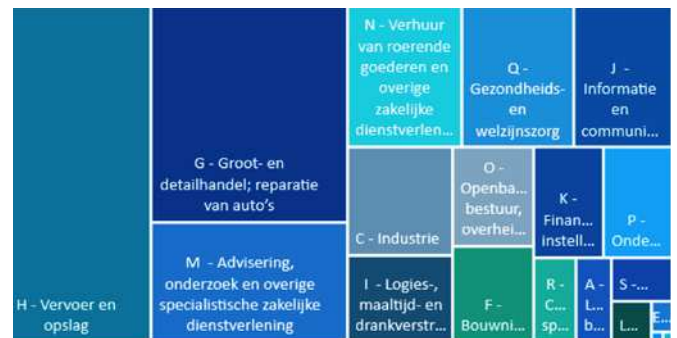 H - Vervoer en
opslag
G - Groot- en
detailhandel; reparatie
van auto's
M - Advisering,
onderzoek en overige
specialistische zakelijke
dienstverlening
N - Verhuur
van roerende
goederen en
overige
zakelijke
dienstverlen...
Q -
Gezondheids-
en
welzijnszorg
J -
Informatie
en
communi...
C - Industrie
O -
Openba...
bestuur,
overhei...
K -
Finan...
instell...
P -
Onde...
I - Logies-,
maaltijd- en
drankverstr...
F -
Bouwni...
R -
C...
sp...
A -
L...
b...
S -...
L...
E...